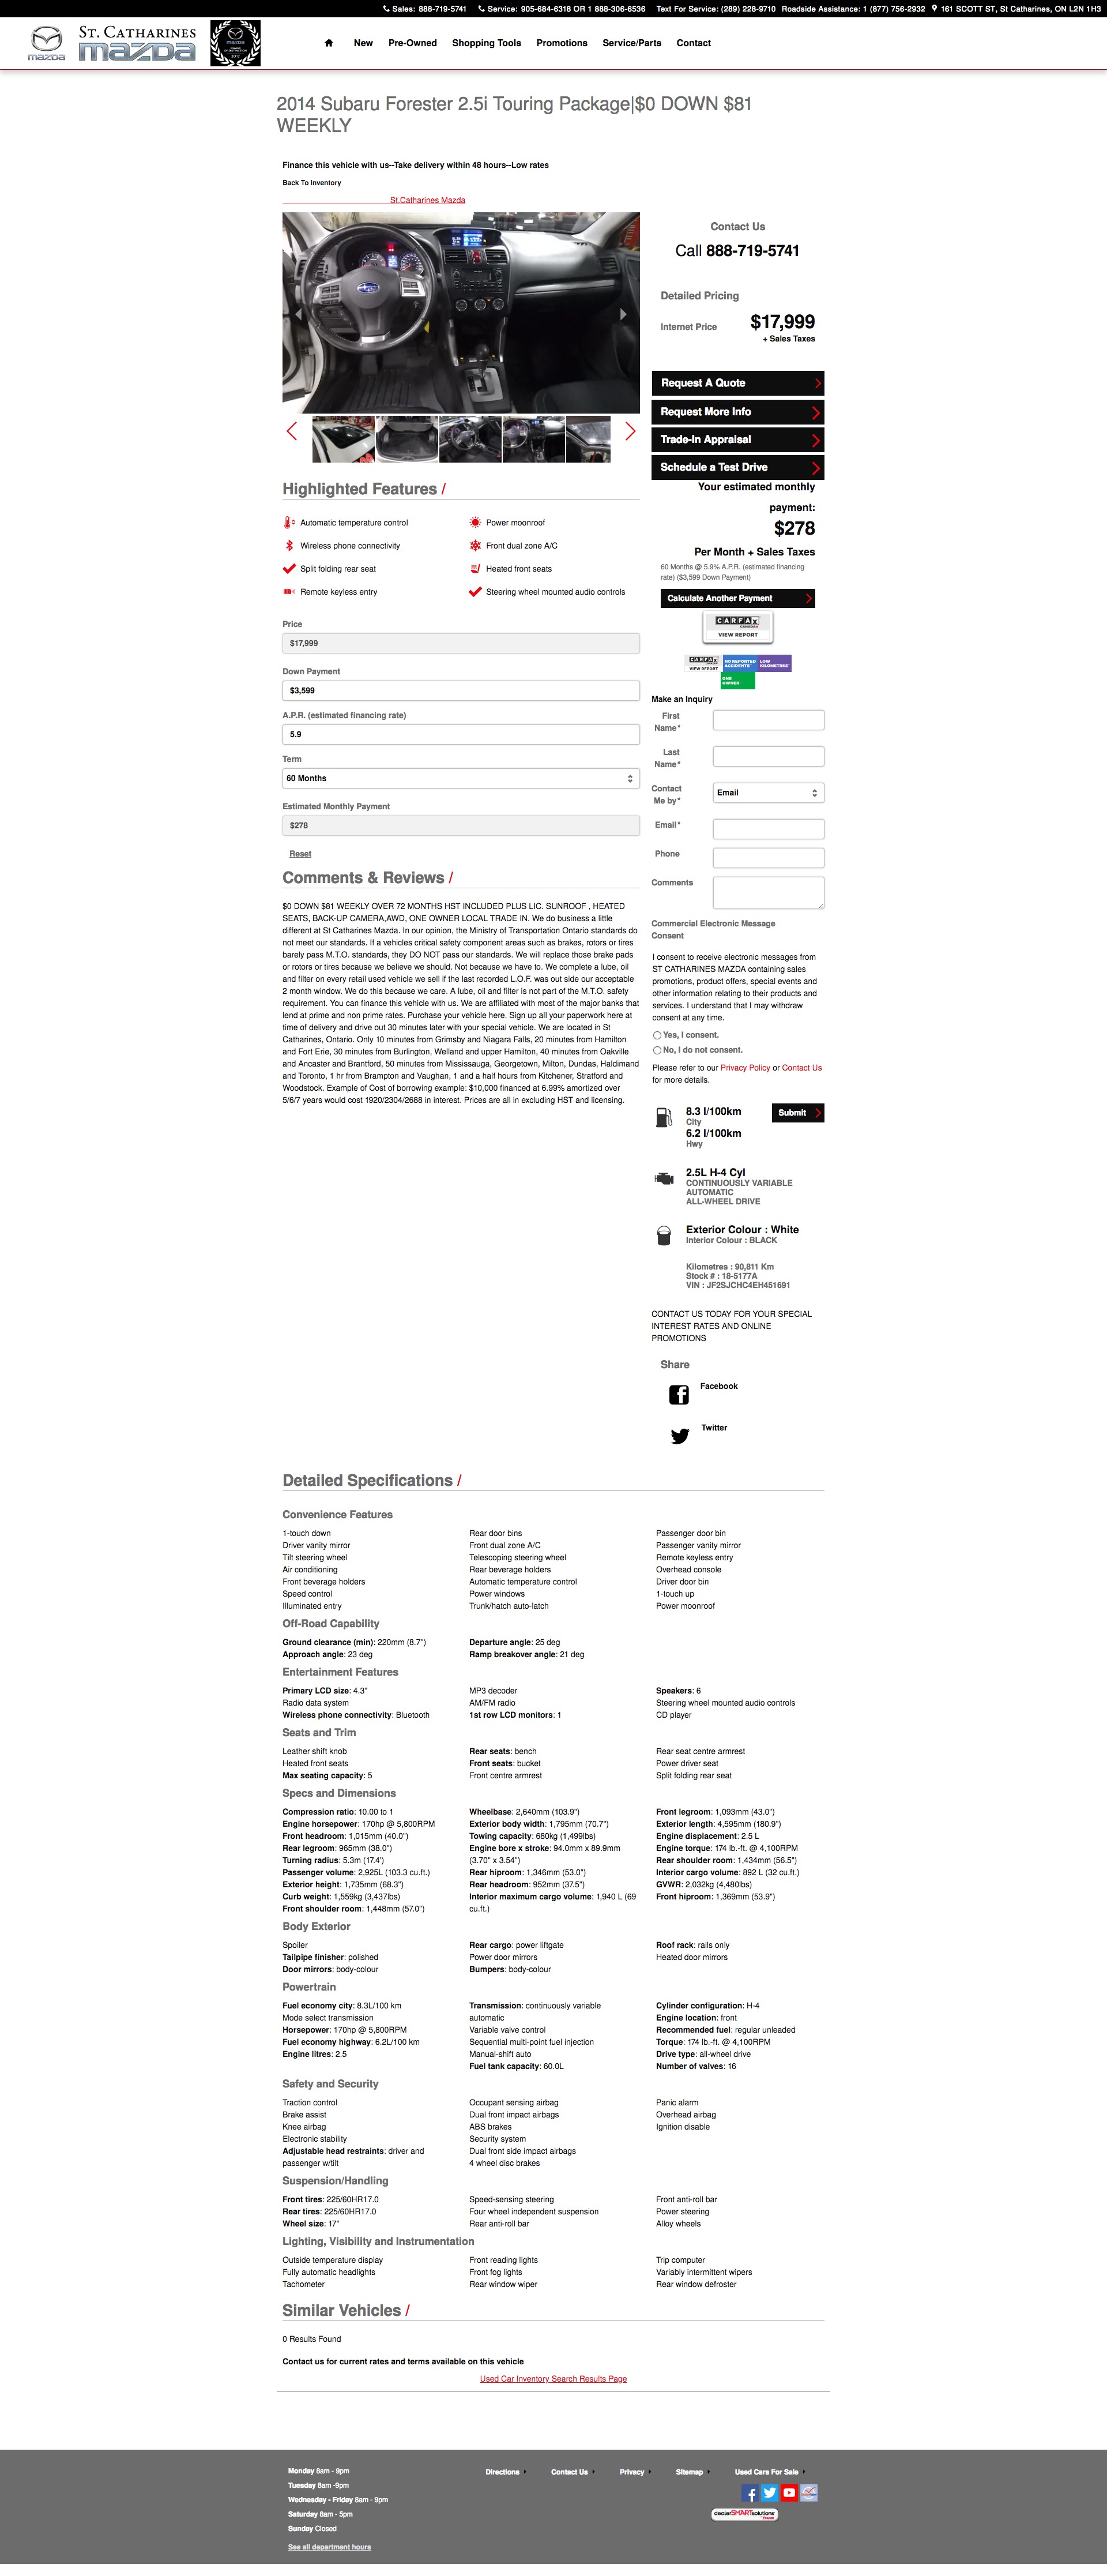 Sales: 888-719-5741 Service: 905-684-6318 OR 1 888-306-6536 Text For Service: (289) 228-9710 Roadside Assistance: 1 (877) 756-2932 161 SCOTT ST, St Catharines, ON L2N 1H3
mazda
ST. CATHARINES
mazda
New Pre-Owned Shopping Tools Promotions Service/Parts Contact
2014 Subaru Forester 2.5i Touring Package|$0 DOWN $81
WEEKLY
Finance this vehicle with us--Take delivery within 48 hours--Low rates
Back To Inventory
St.Catharines Mazda
Contact Us
Call 888-719-5741
Detailed Pricing
Internet Price $17,999
+ Sales Taxes
Request A Quote
Request More Info
Trade-In Appraisal
Schedule a Test Drive
Your estimated monthly
payment:
$278
Per Month + Sales Taxes
60 Months @ 5.9% A.P.R. (estimated financing
rate) ($3,599 Down Payment)
Calculate Another Payment
CARFAX
CANADA
VIEW REPORT
CARFAX
VIEW REPORT
NO REPORTED
ACCIDENTS
LOW
KILOMETRES
ONE
OWNER
Highlighted Features /
Automatic temperature control Power moonroof
Wireless phone connectivity Front dual zone A/C
Split folding rear seat Heated front seats
Remote keyless entry Steering wheel mounted audio controls
Price
$17,999
Down Payment
$3,599
A.P.R. (estimated financing rate)
5.9
Term
60 Months
Estimated Monthly Payment
$278
Reset
Make an Inquiry
First
Name*
Last
Name*
Contact
Me by*
Email
Email*
Phone
Comments
Commercial Electronic Message
Consent
I consent to receive electronic messages from
ST CATHARINES MAZDA containing sales
promotions, product offers, special events and
other information relating to their products and
services. I understand that I may withdraw
consent at any time.
Yes, I consent.
No, I do not consent.
Please refer to our Privacy Policy or Contact Us
for more details.
Submit
Comments & Reviews /
$0 DOWN $81 WEEKLY OVER 72 MONTHS HST INCLUDED PLUS LIC. SUNROOF , HEATED
SEATS, BACK-UP CAMERA,AWD, ONE OWNER LOCAL TRADE IN. We do business a little
different at St Catharines Mazda. In our opinion, the Ministry of Transportation Ontario standards do
not meet our standards. If a vehicles critical safety component areas such as brakes, rotors or tires
barely pass M.T.O. standards, they DO NOT pass our standards. We will replace those brake pads
or rotors or tires because we believe we should. Not because we have to. We complete a lube, oil
and filter on every retail used vehicle we sell if the last recorded L.O.F. was out side our acceptable
2 month window. We do this because we care. A lube, oil and filter is not part of the M.T.O. safety
requirement. You can finance this vehicle with us. We are affiliated with most of the major banks that
lend at prime and non prime rates. Purchase your vehicle here. Sign up all your paperwork here at
time of delivery and drive out 30 minutes later with your special vehicle. We are located in St
Catharines, Ontario. Only 10 minutes from Grimsby and Niagara Falls, 20 minutes from Hamilton
and Fort Erie, 30 minutes from Burlington, Welland and upper Hamilton, 40 minutes from Oakville
and Ancaster and Brantford, 50 minutes from Mississauga, Georgetown, Milton, Dundas, Haldimand
and Toronto, 1 hr from Brampton and Vaughan, 1 and a half hours from Kitchener, Stratford and
Woodstock. Example of Cost of borrowing example: $10,000 financed at 6.99% amortized over
5/6/7 years would cost 1920/2304/2688 in interest. Prices are all in excluding HST and licensing.
8.3 l/100km
City
6.2 l/100km
Hwy
2.5L H-4 Cyl
CONTINUOUSLY VARIABLE
AUTOMATIC
ALL-WHEEL DRIVE
Exterior Colour : White
Interior Colour : BLACK
Kilometres : 90,811 Km
Stock # : 18-5177A
VIN : JF2SJCHC4EH451691
CONTACT US TODAY FOR YOUR SPECIAL
INTEREST RATES AND ONLINE
PROMOTIONS
Share
Facebook
Twitter
Detailed Specifications /
Convenience Features
1-touch down Rear door bins Passenger door bin
Driver vanity mirror Front dual zone A/C Passenger vanity mirror
Tilt steering wheel Telescoping steering wheel Remote keyless entry
Air conditioning Rear beverage holders Overhead console
Front beverage holders Automatic temperature control Driver door bin
Speed control Power windows 1-touch up
Illuminated entry Trunk/hatch auto-latch Power moonroof
Off-Road Capability
Ground clearance (min): 220mm (8.7") Departure angle: 25 deg
Approach angle: 23 deg Ramp breakover angle: 21 deg
Entertainment Features
Primary LCD size: 4.3" MP3 decoder Speakers: 6
Radio data system AM/FM radio Steering wheel mounted audio controls
Wireless phone connectivity: Bluetooth 1st row LCD monitors: 1 CD player
Seats and Trim
Leather shift knob Rear seats: bench Rear seat centre armrest
Heated front seats Front seats: bucket Power driver seat
Max seating capacity: 5 Front centre armrest Split folding rear seat
Specs and Dimensions
Compression ratio: 10.00 to 1 Wheelbase: 2,640mm (103.9") Front legroom: 1,093mm (43.0")
Engine horsepower: 170hp @ 5,800RPM Exterior body width: 1,795mm (70.7") Exterior length: 4,595mm (180.9")
Front headroom: 1,015mm (40.0") Towing capacity: 680kg (1,499lbs) Engine displacement: 2.5 L
Rear legroom: 965mm (38.0") Engine bore x stroke: 94.0mm x 89.9mm Engine torque: 174 lb.-ft. @ 4,100RPM
Turning radius: 5.3m (17.4') (3.70" x 3.54") Rear shoulder room: 1,434mm (56.5")
Passenger volume: 2,925L (103.3 cu.ft.) Rear hiproom: 1,346mm (53.0") Interior cargo volume: 892 L (32 cu.ft.)
Exterior height: 1,735mm (68.3") Rear headroom: 952mm (37.5") GVWR: 2,032kg (4,480lbs)
Curb weight: 1,559kg (3,437lbs) Interior maximum cargo volume: 1,940 L (69 Front hiproom: 1,369mm (53.9")
Front shoulder room: 1,448mm (57.0") cu.ft.)
Body Exterior
Spoiler Rear cargo: power liftgate Roof rack: rails only
Tailpipe finisher: polished Power door mirrors Heated door mirrors
Door mirrors: body-colour Bumpers: body-colour
Powertrain
Fuel economy city: 8.3L/100 km Transmission: continuously variable Cylinder configuration: H-4
Mode select transmission automatic Engine location: front
Horsepower: 170hp @ 5,800RPM Variable valve control Recommended fuel: regular unleaded
Fuel economy highway: 6.2L/100 km Sequential multi-point fuel injection Torque: 174 lb.-ft. @ 4,100RPM
Engine litres: 2.5 Manual-shift auto Drive type: all-wheel drive
Fuel tank capacity: 60.0L Number of valves: 16
Safety and Security
Traction control Occupant sensing airbag Panic alarm
Brake assist Dual front impact airbags Overhead airbag
Knee airbag ABS brakes Ignition disable
Electronic stability Security system
Adjustable head restraints: driver and Dual front side impact airbags
passenger w/tilt 4 wheel disc brakes
Suspension/Handling
Front tires: 225/60HR17.0 Speed-sensing steering Front anti-roll bar
Rear tires: 225/60HR17.0 Four wheel independent suspension Power steering
Wheel size: 17" Rear anti-roll bar Alloy wheels
Lighting, Visibility and Instrumentation
Outside temperature display Front reading lights Trip computer
Fully automatic headlights Front fog lights Variably intermittent wipers
Tachometer Rear window wiper Rear window defroster
Similar Vehicles /
0 Results Found
Contact us for current rates and terms available on this vehicle
Used Car Inventory Search Results Page
Monday 8am - 9pm
Tuesday 8am -9pm
Wednesday - Friday 8am - 9pm
Saturday 8am - 5pm
Sunday Closed
See all department hours
Directions Contact Us Privacy Sitemap Used Cars For Sale
dealerSMARTsolutions